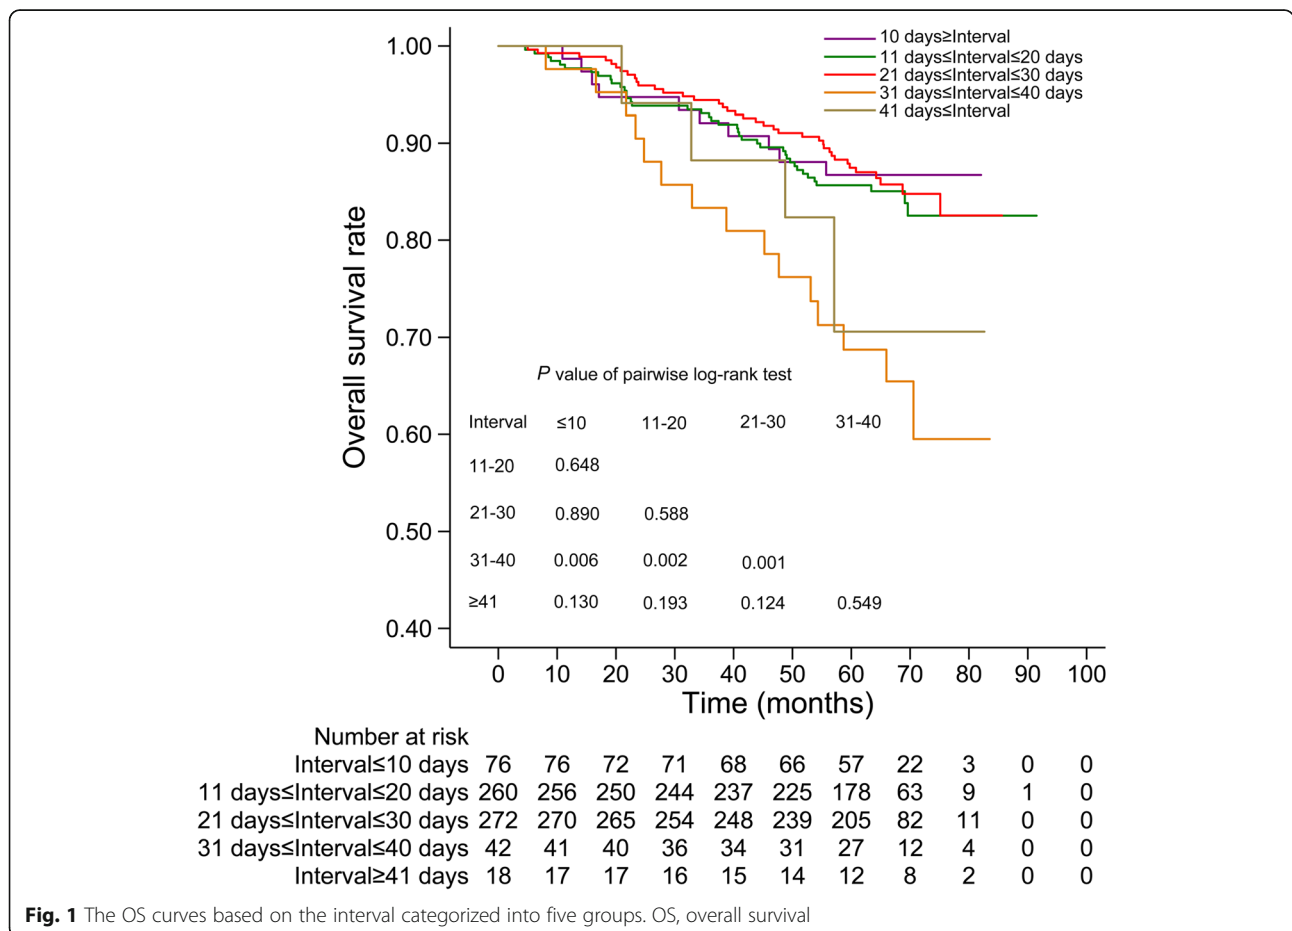 10 days≥Interval
11 days≤Interval≤20 days
21 days≤Interval≤30 days
31 days≤Interval≤40 days
41 days≤Interval
Overall survival rate
1.00
0.90
0.80
0.70
0.60
0.50
0.40
P value of pairwise log-rank test
Interval ≤10 11-20 21-30 31-40
11-20 0.648
21-30 0.890 0.588
31-40 0.006 0.002 0.001
≥41 0.130 0.193 0.124 0.549
0 10 20 30 40 50 60 70 80 90 100
Time (months)
Number at risk
Interval≤10 days 76 76 72 71 68 66 57 22 3 0 0
11 days≤Interval≤20 days 260 256 250 244 237 225 178 63 9 1 0
21 days≤Interval≤30 days 272 270 265 254 248 239 205 82 11 0 0
31 days≤Interval≤40 days 42 41 40 36 34 31 27 12 4 0 0
Interval≥41 days 18 17 17 16 15 14 12 8 2 0 0
Fig. 1 The OS curves based on the interval categorized into five groups. OS, overall survival